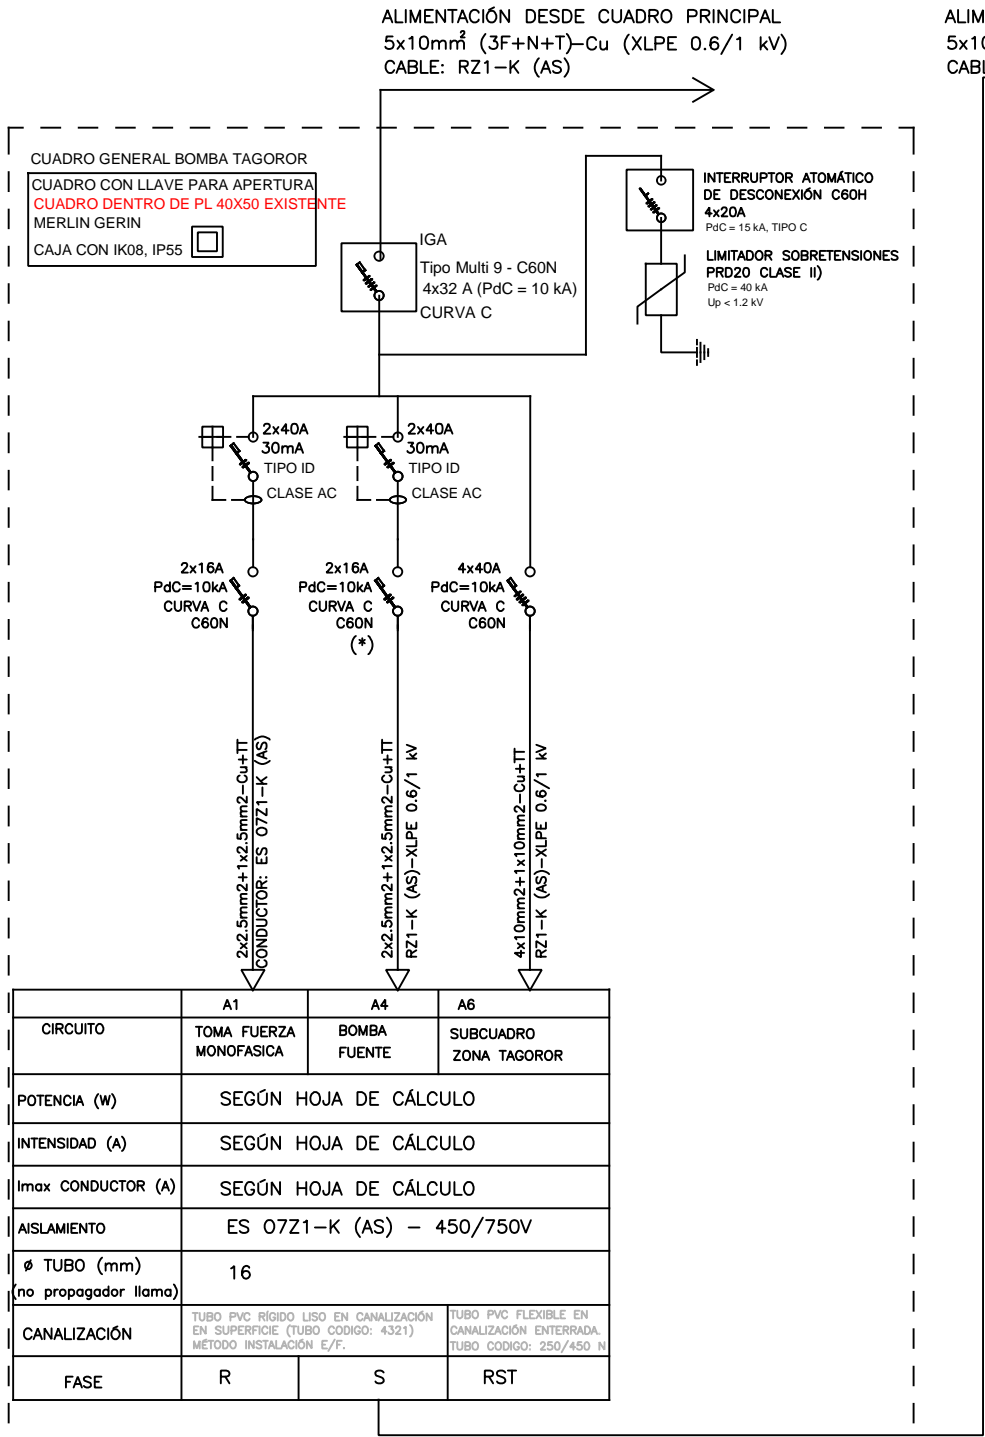 ALIMENTACIÓN DESDE CUADRO PRINCIPAL
5x10mm² (3F+N+T)-Cu (XLPE 0.6/1 kV)
CABLE: RZ1-K (AS)
ALIM
5x10
CABL
CUADRO GENERAL BOMBA TAGOROR
CUADRO CON LLAVE PARA APERTURA
CUADRO DENTRO DE PL 40X50 EXISTENTE
MERLIN GERIN
CAJA CON IK08, IP55
IGA
Tipo Multi 9 - C60N
4x32 A (PdC = 10 kA)
CURVA C
INTERRUPTOR ATOMÁTICO
DE DESCONEXIÓN C60H
4x20A
PdC = 15 kA, TIPO C
LIMITADOR SOBRETENSIONES
PRD20 CLASE II)
PdC = 40 kA
Up < 1.2 kV
2x40A
30mA
TIPO ID
CLASE AC
2x40A
30mA
TIPO ID
CLASE AC
2x16A
PdC=10kA
CURVA C
C60N
2x16A
PdC=10kA
CURVA C
C60N
(*)
4x40A
PdC=10kA
CURVA C
C60N
2x2.5mm2+1x2.5mm2-Cu+TT
CONDUCTOR: ES 07Z1-K (AS)
2x2.5mm2+1x2.5mm2-Cu+TT
RZ1-K (AS)-XLPE 0.6/1 kV
4x10mm2+1x10mm2-Cu+TT
RZ1-K (AS)-XLPE 0.6/1 kV
CIRCUITO
A1
TOMA FUERZA
MONOFASICA
A4
BOMBA
FUENTE
A6
SUBCUADRO
ZONA TAGOROR
POTENCIA (W)
SEGÚN HOJA DE CÁLCULO
INTENSIDAD (A)
SEGÚN HOJA DE CÁLCULO
Imax CONDUCTOR (A)
SEGÚN HOJA DE CÁLCULO
AISLAMIENTO
ES 07Z1-K (AS) - 450/750V
ø TUBO (mm)
(no propagador llama)
16
CANALIZACIÓN
TUBO PVC RÍGIDO LISO EN CANALIZACIÓN
EN SUPERFICIE (TUBO CODIGO: 4321)
MÉTODO INSTALACIÓN E/F.
TUBO PVC FLEXIBLE EN
CANALIZACIÓN ENTERRADA.
TUBO CODIGO: 250/450 N
FASE
R
S
RST